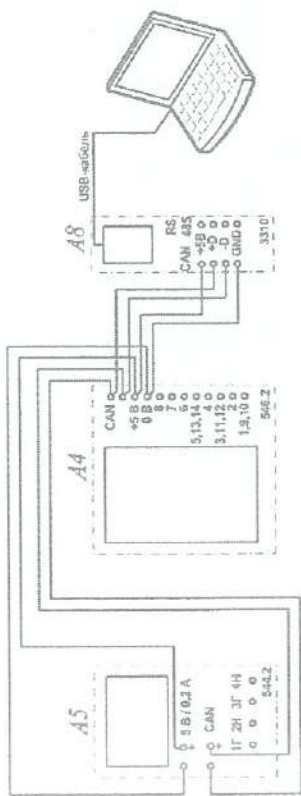 USB-кабель
A8
RS
CAN 485
+5В
+D
-D
GND
3310
A4
CAN
+5 В
0 В
8
7
6
5,13,14
4
3,11,12
2
1,9,10
546.2
A5
5 В / 0,2 А
+
CAN
+
1Г 2Н 3Г 4Н
544.2